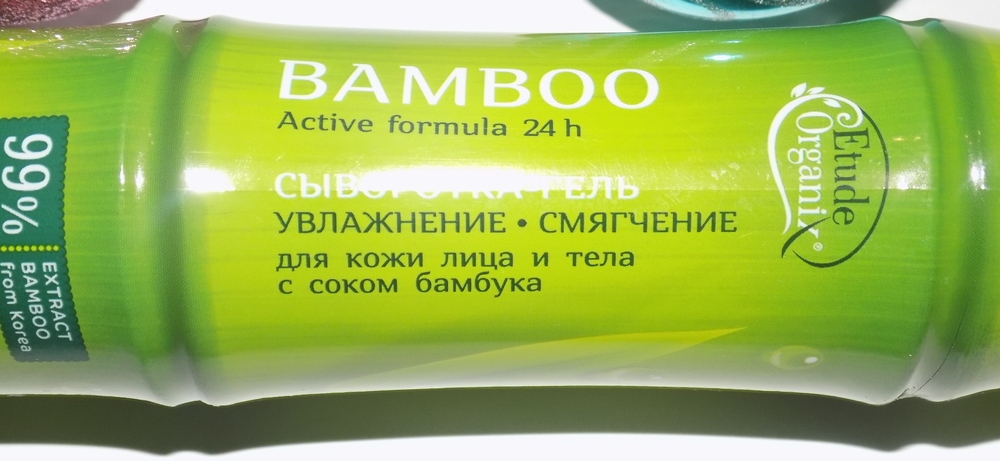 BAMBOO
Active formula 24 h
СЫВОРОТКА-ГЕЛЬ
УВЛАЖНЕНИЕ • СМЯГЧЕНИЕ
для кожи лица и тела
с соком бамбука
Etude
Organix®
99%
EXTRACT
BAMBOO
from Korea